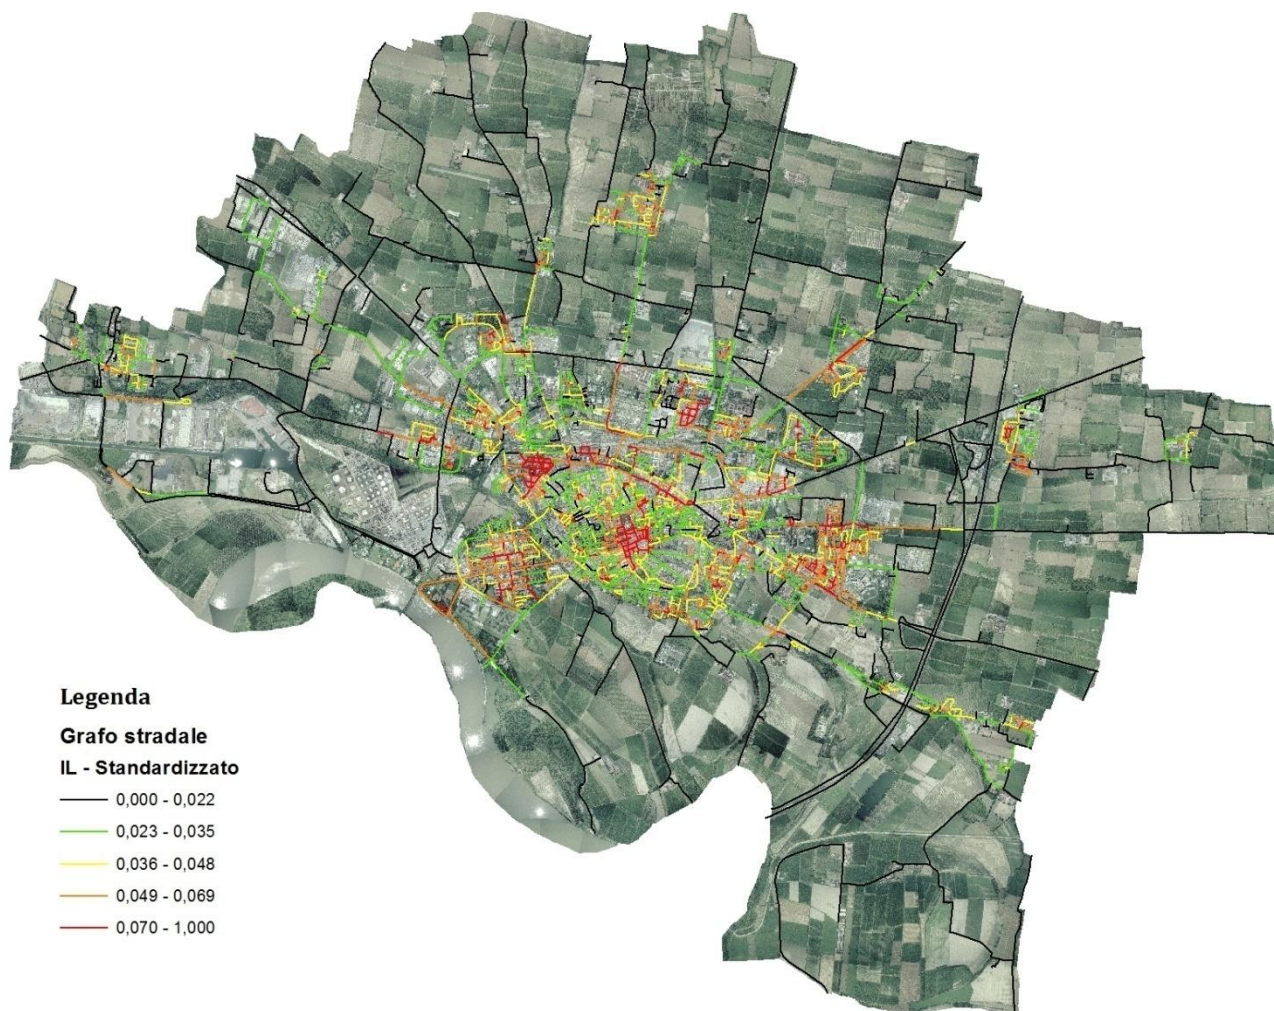 Legenda
Grafo stradale
IL - Standardizzato
0,000 - 0,022
0,023 - 0,035
0,036 - 0,048
0,049 - 0,069
0,070 - 1,000